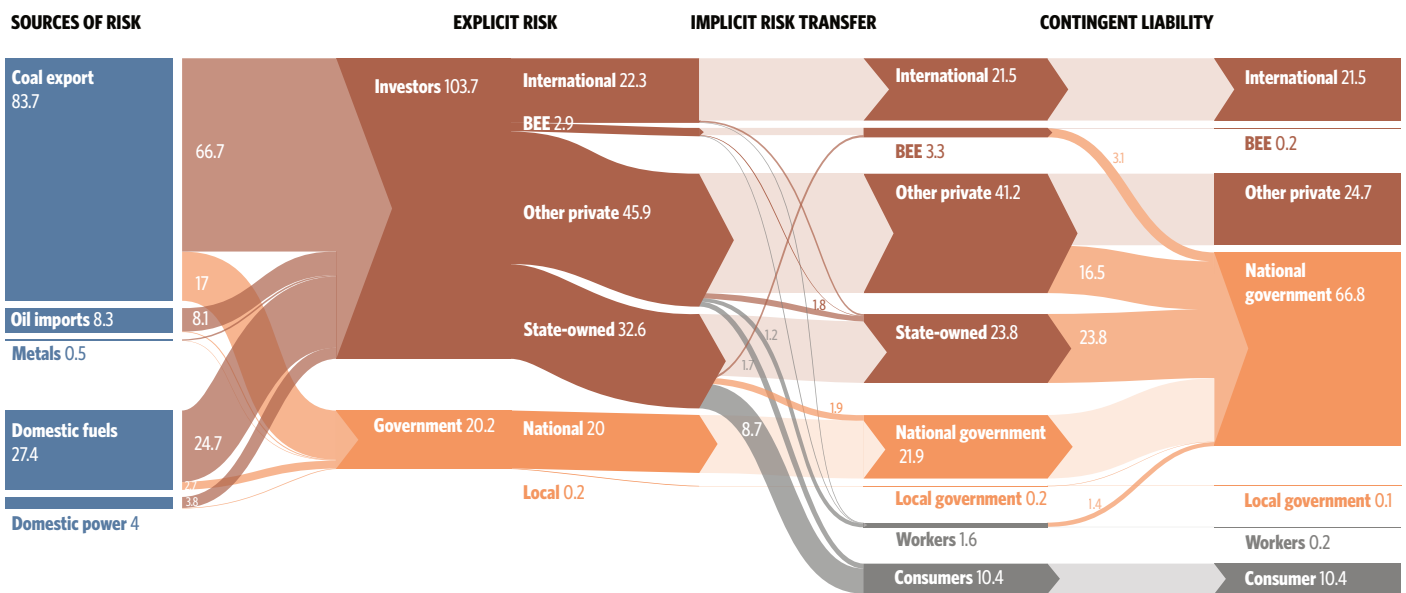 SOURCES OF RISK
EXPLICIT RISK
IMPLICIT RISK TRANSFER
CONTINGENT LIABILITY
Coal export
83.7
Oil imports 8.3
Metals 0.5
Domestic fuels
27.4
Domestic power 4
66.7
17
8.1
24.7
2.7
3.8
Investors 103.7
Government 20.2
International 22.3
BEE 2.9
Other private 45.9
State-owned 32.6
National 20
Local 0.2
1.8
1.2
1.7
1.9
8.7
International 21.5
BEE 3.3
Other private 41.2
State-owned 23.8
National government
21.9
Local government 0.2
Workers 1.6
Consumers 10.4
3.1
16.5
23.8
1.4
International 21.5
BEE 0.2
Other private 24.7
National
government 66.8
Local government 0.1
Workers 0.2
Consumer 10.4